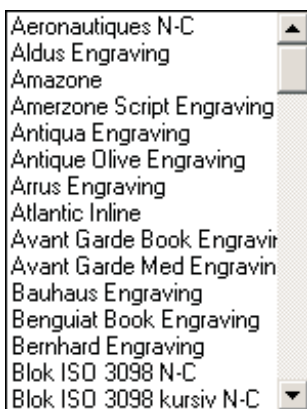 Aeronautiques N-C
Aldus Engraving
Amazone
Amerzone Script Engraving
Antiqua Engraving
Antique Olive Engraving
Arrus Engraving
Atlantic Inline
Avant Garde Book Engravin
Avant Garde Med Engravin
Bauhaus Engraving
Benguiat Book Engraving
Bernhard Engraving
Blok ISO 3098 N-C
Blok ISO 3098 kursiv N-C